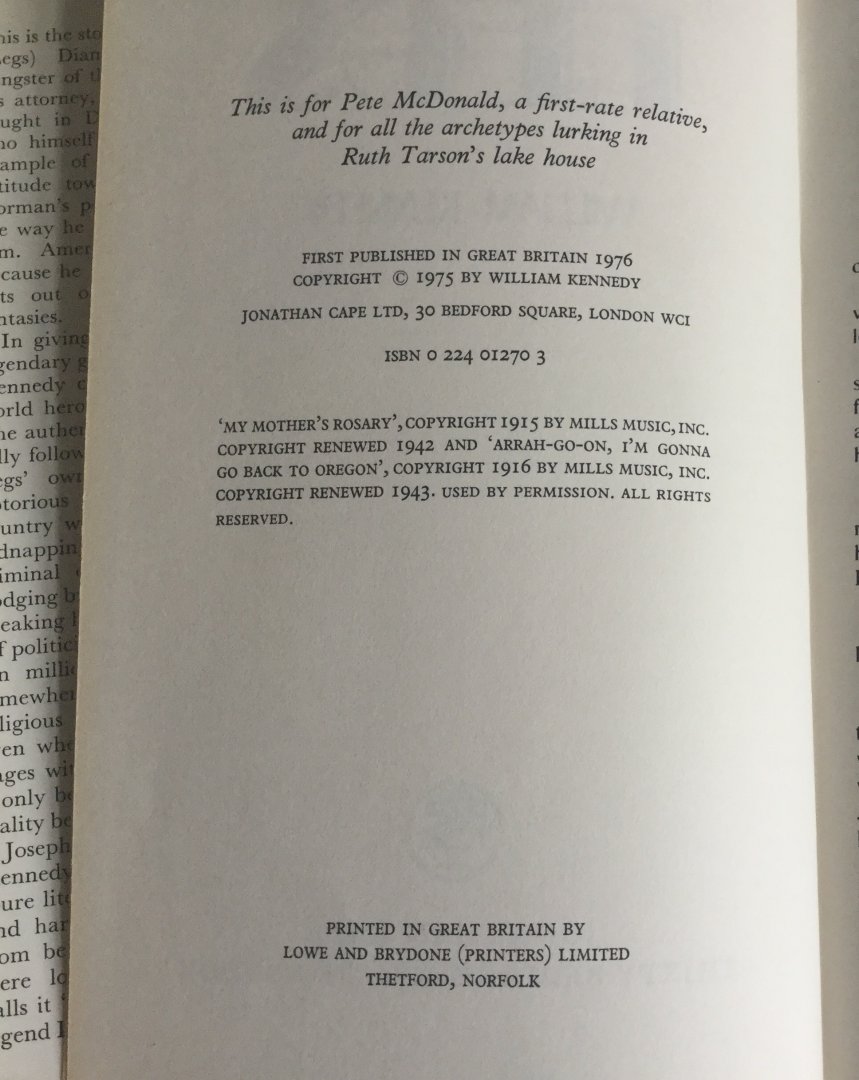 This is for Pete McDonald, a first-rate relative,
and for all the archetypes lurking in
Ruth Tarson's lake house
FIRST PUBLISHED IN GREAT BRITAIN 1976
COPYRIGHT © 1975 BY WILLIAM KENNEDY
JONATHAN CAPE LTD, 30 BEDFORD SQUARE, LONDON WC1
ISBN 0 224 01270 3
‘MY MOTHER’S ROSARY’, COPYRIGHT 1915 BY MILLS MUSIC, INC.
COPYRIGHT RENEWED 1942 AND ‘ARRAH-GO-ON, I’M GONNA
GO BACK TO OREGON’, COPYRIGHT 1916 BY MILLS MUSIC, INC.
COPYRIGHT RENEWED 1943. USED BY PERMISSION. ALL RIGHTS
RESERVED.
PRINTED IN GREAT BRITAIN BY
LOWE AND BRYDONE (PRINTERS) LIMITED
THETFORD, NORFOLK